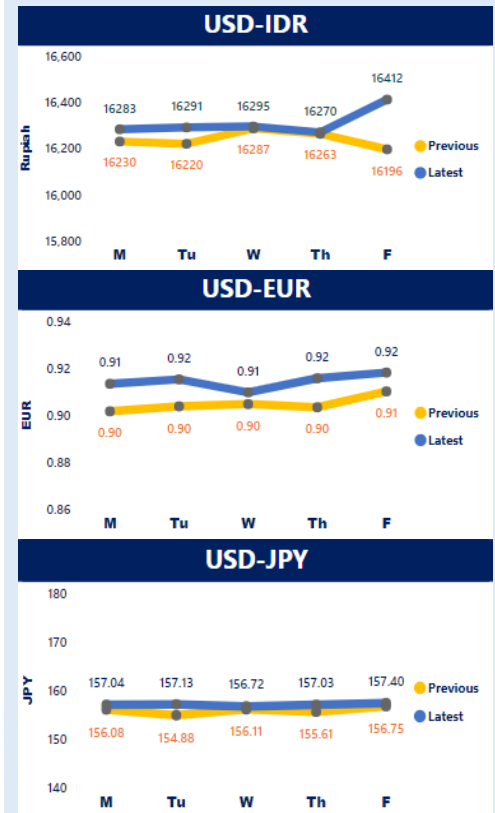 USD-IDR
16,600
16,400
16,200
16,000
15,800
Rupiah
16283 16291 16295 16270 16412
16230 16220 16287 16263 16196
Previous
Latest
M Tu W Th F
USD-EUR
0.94
0.92
0.90
0.88
0.86
EUR
0.91 0.92 0.91 0.92 0.92
0.90 0.90 0.90 0.90 0.91
Previous
Latest
M Tu W Th F
USD-JPY
180
170
160
150
140
JPY
157.04 157.13 156.72 157.03 157.40
156.08 154.88 156.11 155.61 156.75
Previous
Latest
M Tu W Th F